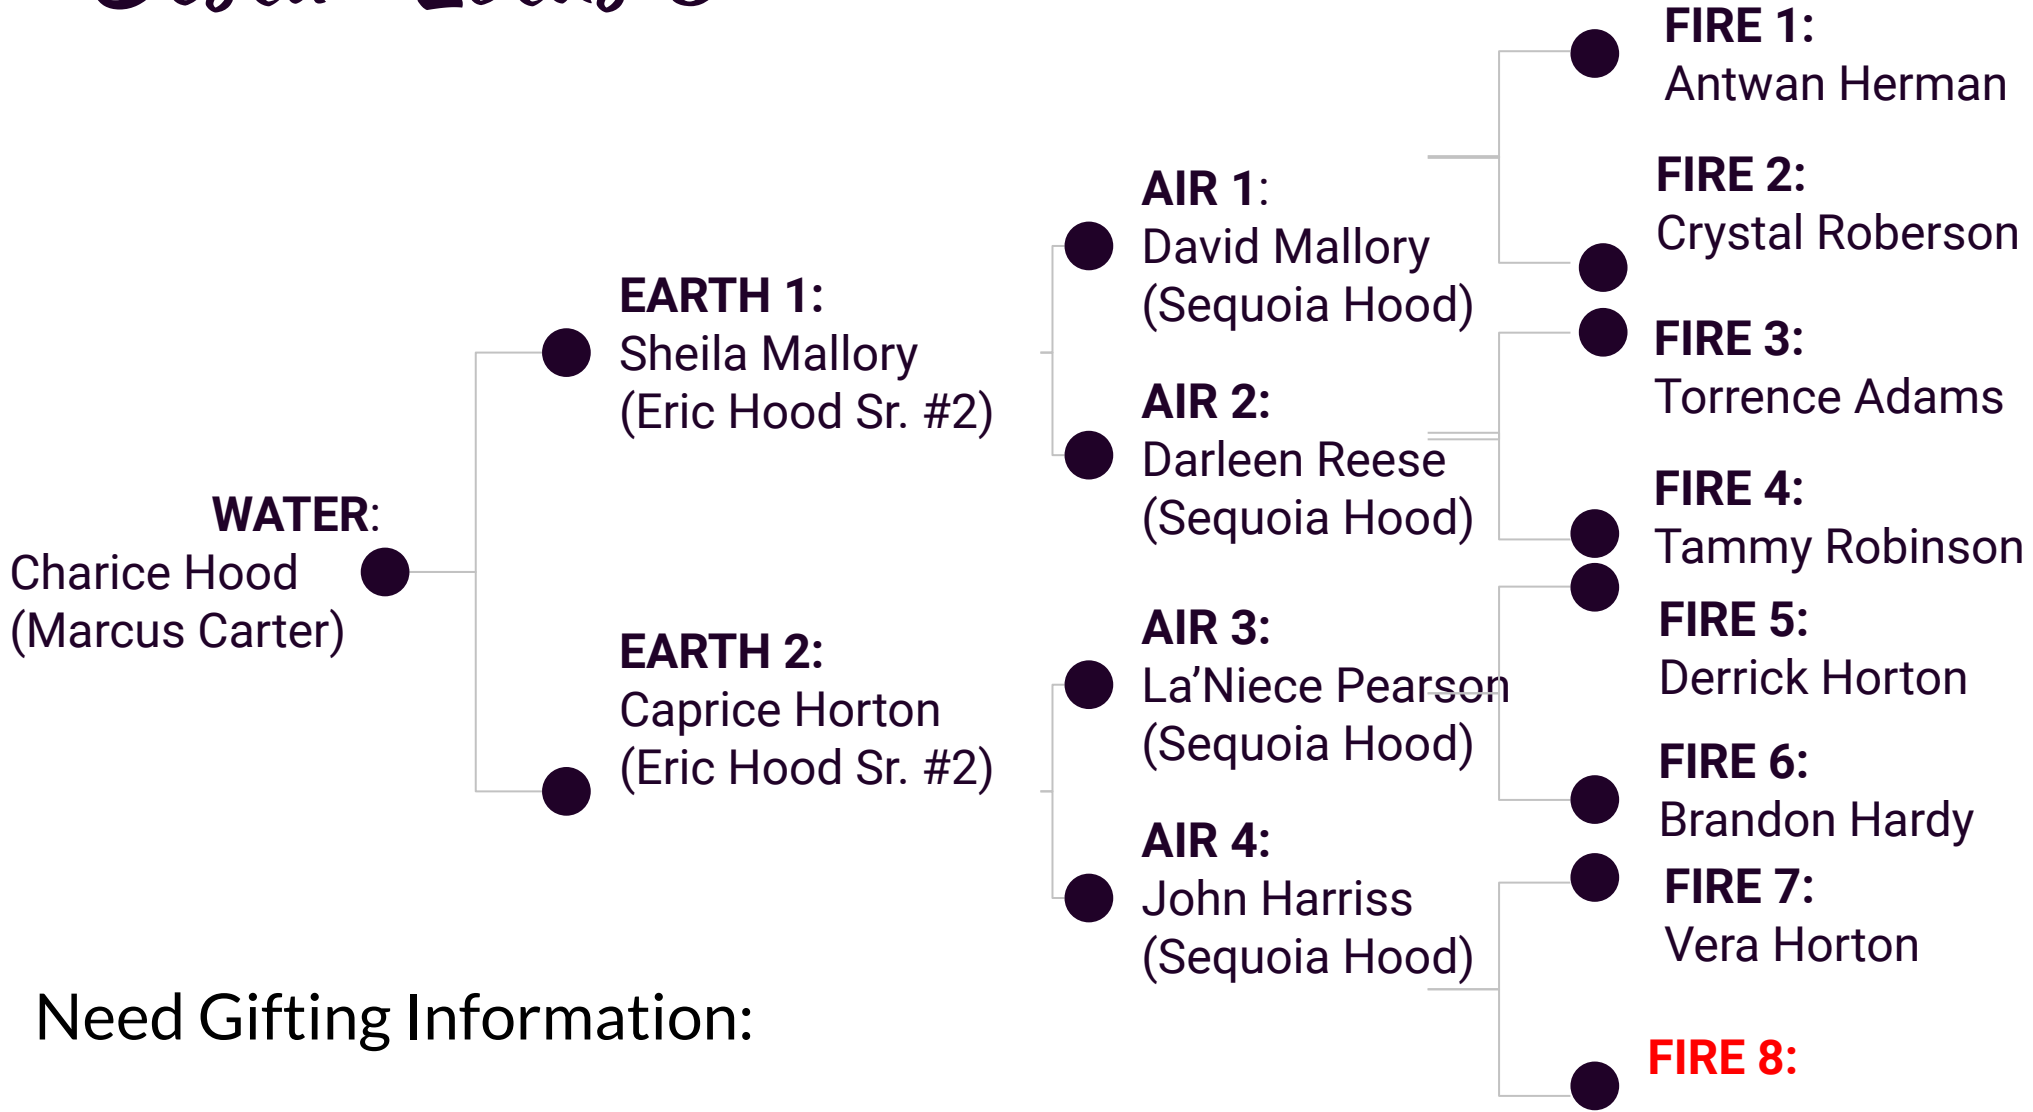 WATER:
Charice Hood
(Marcus Carter)
EARTH 1:
Sheila Mallory
(Eric Hood Sr. #2)
EARTH 2:
Caprice Horton
(Eric Hood Sr. #2)
AIR 1:
David Mallory
(Sequoia Hood)
AIR 2:
Darleen Reese
(Sequoia Hood)
AIR 3:
La’Niece Pearson
(Sequoia Hood)
AIR 4:
John Harriss
(Sequoia Hood)
FIRE 1:
Antwan Herman
FIRE 2:
Crystal Roberson
FIRE 3:
Torrence Adams
FIRE 4:
Tammy Robinson
FIRE 5:
Derrick Horton
FIRE 6:
Brandon Hardy
FIRE 7:
Vera Horton
FIRE 8:
Need Gifting Information: